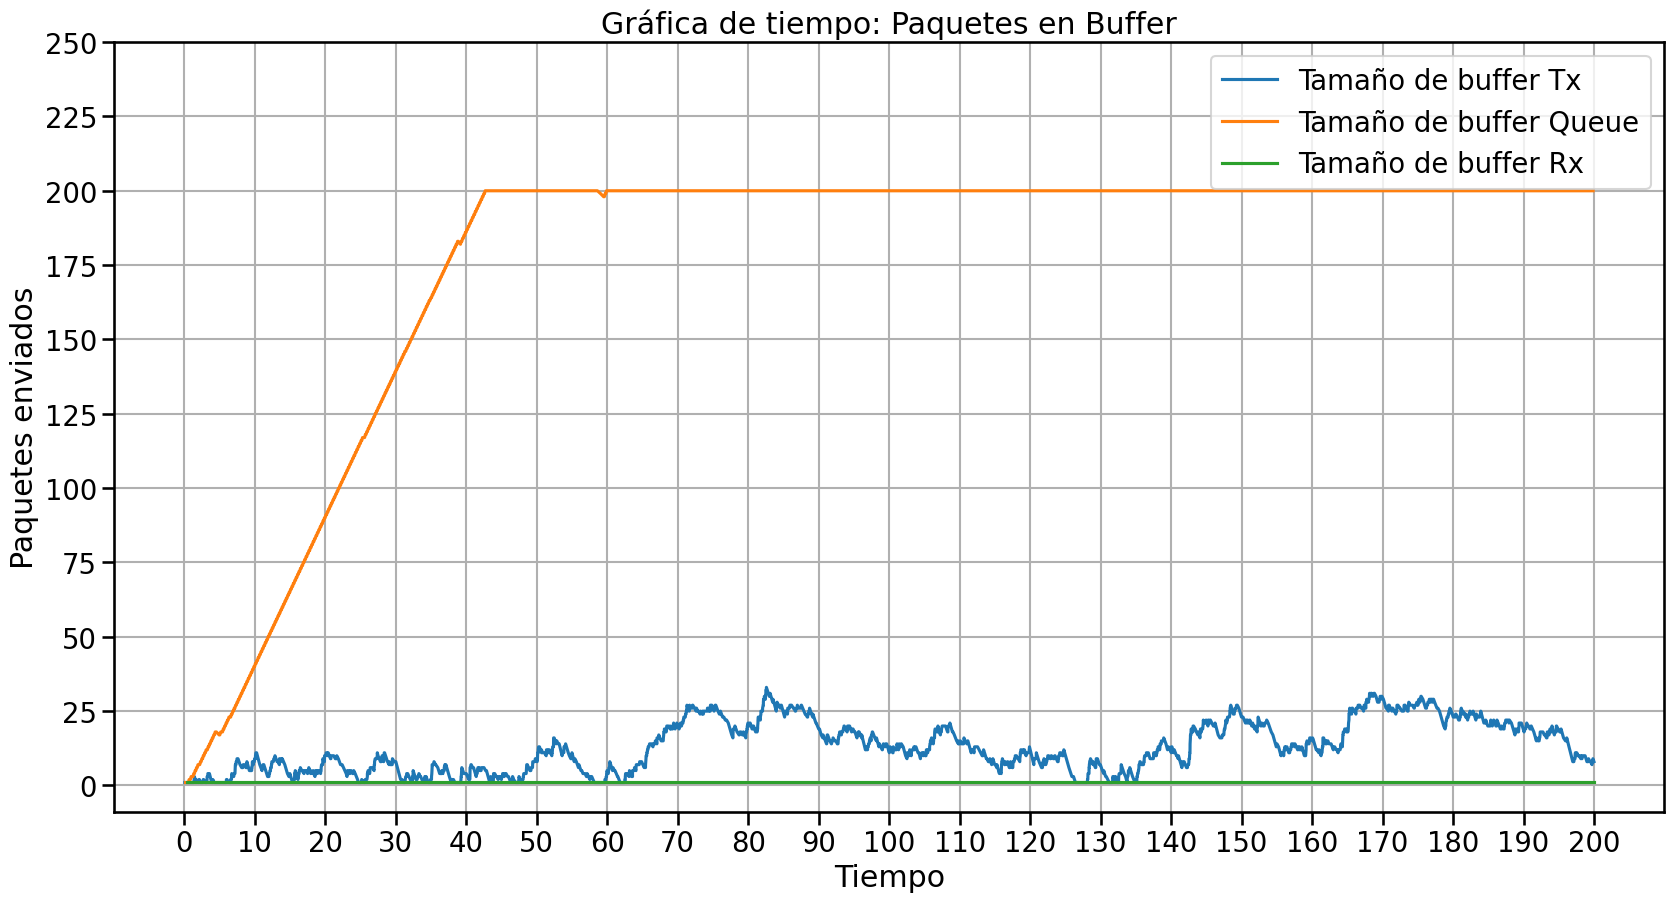 Gráfica de tiempo: Paquetes en Buffer
250
225
200
175
150
125
100
75
50
25
0
Paquetes enviados
Tamaño de buffer Tx
Tamaño de buffer Queue
Tamaño de buffer Rx
0 10 20 30 40 50 60 70 80 90 100 110 120 130 140 150 160 170 180 190 200
Tiempo